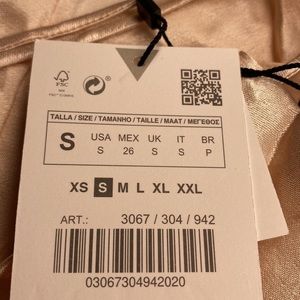 FSC
TALLA / SIZE / TAMANHO / TAILLE / MAAT / ΜΕΓΕΘΟΣ
S
USA MEX UK IT BR
S 26 S S P
XS S M L XL XXL
ART.: 3067 / 304 / 942
03067304942020